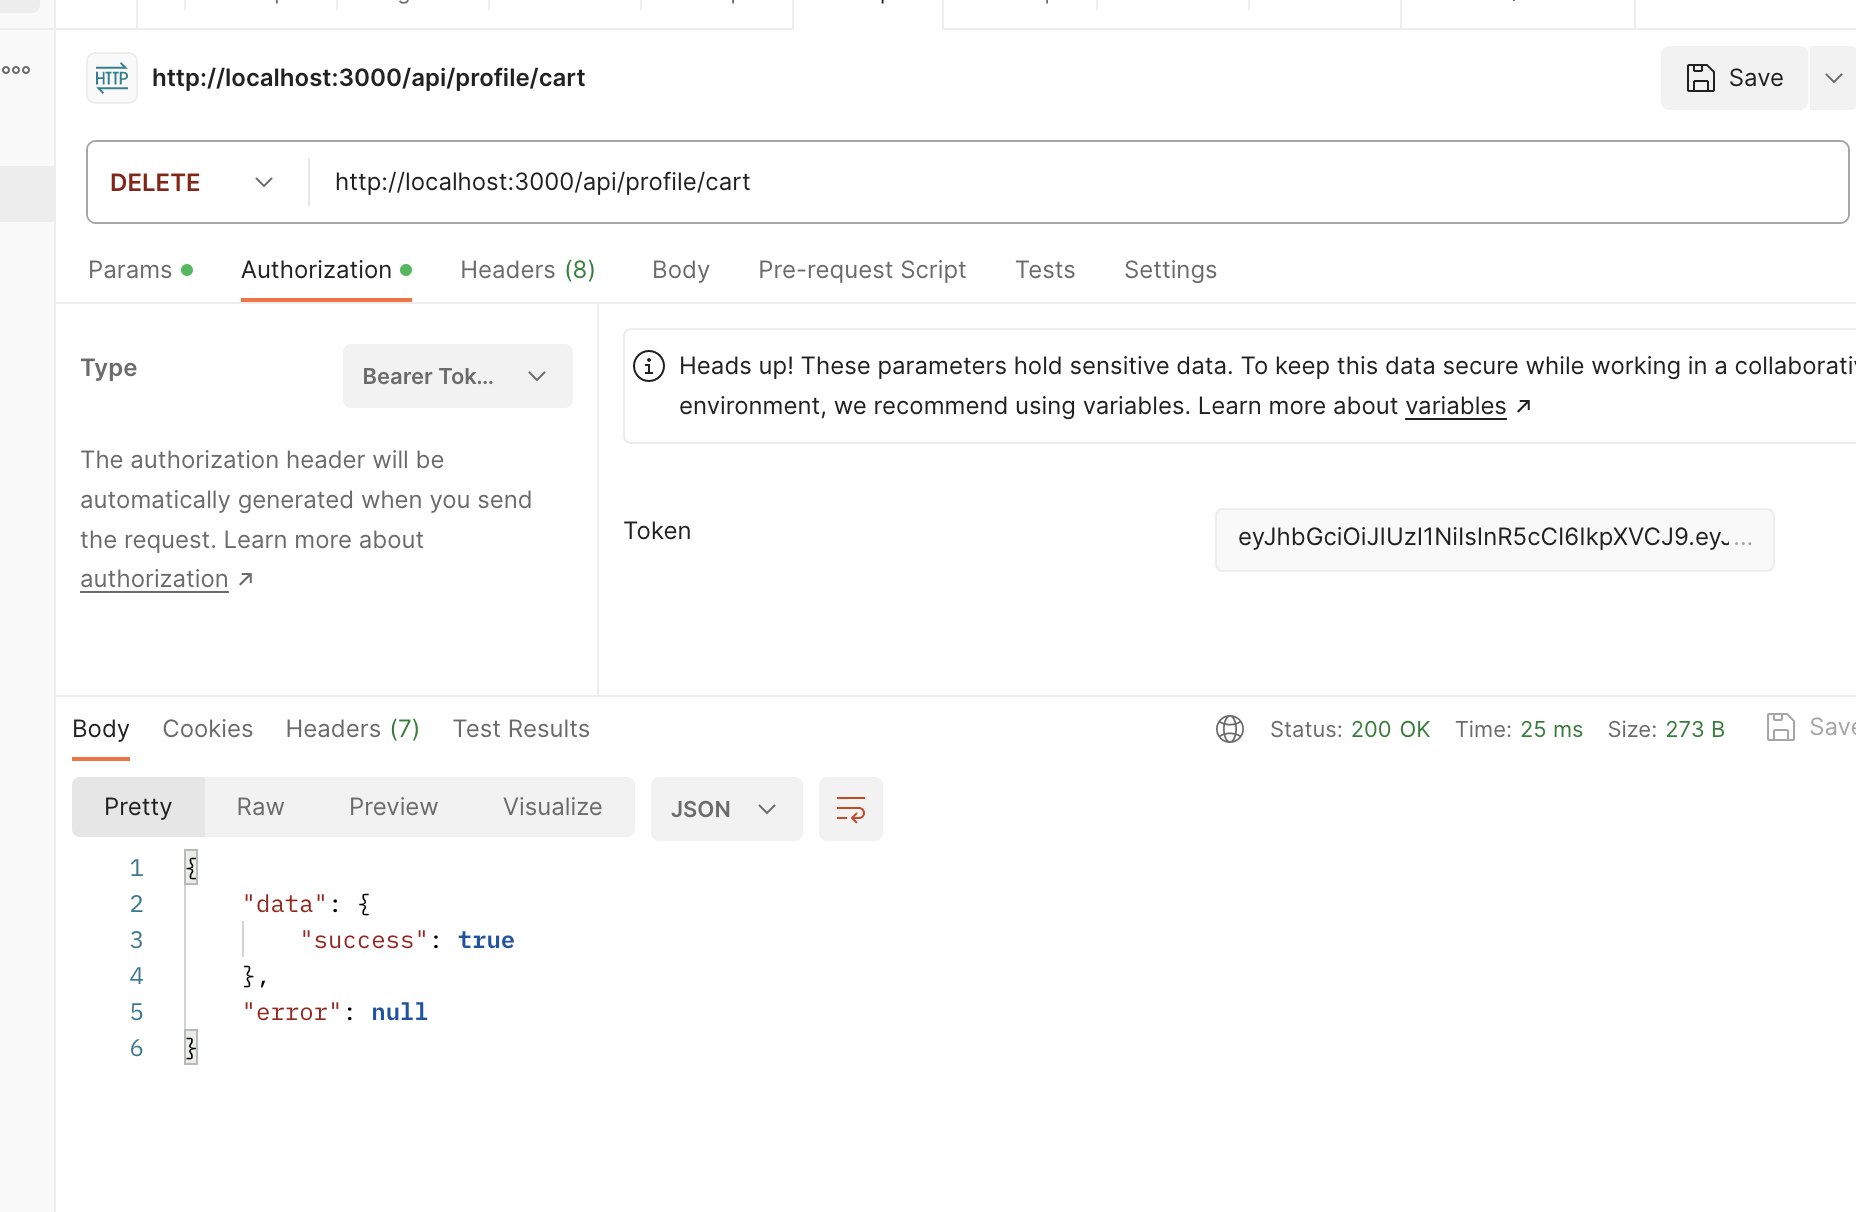 HTTP http://localhost:3000/api/profile/cart
Save
DELETE http://localhost:3000/api/profile/cart
Params Authorization Headers (8) Body Pre-request Script Tests Settings
Type Bearer Tok...
The authorization header will be
automatically generated when you send
the request. Learn more about
authorization ↗
Heads up! These parameters hold sensitive data. To keep this data secure while working in a collaborativ
environment, we recommend using variables. Learn more about variables ↗
Token eyJhbGciOiJIUzI1NiIsInR5cCI6IkpXVCJ9.eyJ...
Body Cookies Headers (7) Test Results
Status: 200 OK Time: 25 ms Size: 273 B Save
Pretty Raw Preview Visualize JSON
1 {
2 "data": {
3 "success": true
4 },
5 "error": null
6 }